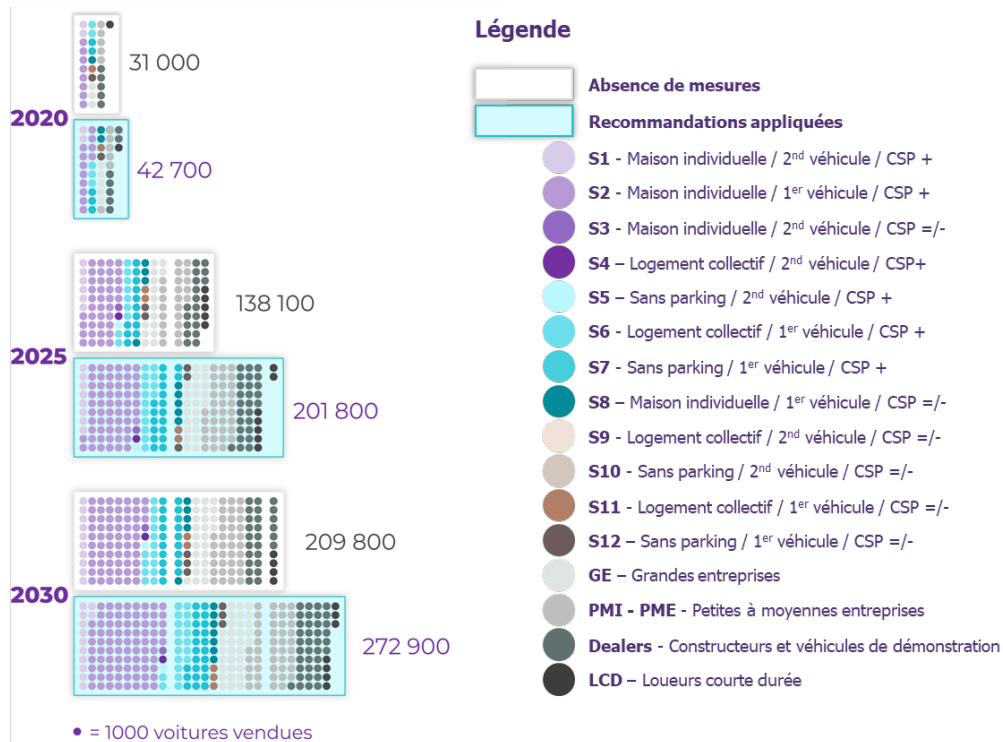 Légende
31 000
Absence de mesures
2020
Recommandations appliquées
42 700
S1 - Maison individuelle / 2nd véhicule / CSP +
S2 - Maison individuelle / 1er véhicule / CSP +
S3 - Maison individuelle / 2nd véhicule / CSP =/-
S4 – Logement collectif / 2nd véhicule / CSP+
138 100
S5 – Sans parking / 2nd véhicule / CSP +
S6 - Logement collectif / 1er véhicule / CSP +
2025
S7 - Sans parking / 1er véhicule / CSP +
201 800
S8 – Maison individuelle / 1er véhicule / CSP =/-
S9 - Logement collectif / 2nd véhicule / CSP =/-
S10 - Sans parking / 2nd véhicule / CSP =/-
S11 - Logement collectif / 1er véhicule / CSP =/-
209 800
S12 – Sans parking / 1er véhicule / CSP =/-
GE – Grandes entreprises
2030
PMI - PME - Petites à moyennes entreprises
272 900
Dealers - Constructeurs et véhicules de démonstration
LCD – Loueurs courte durée
= 1000 voitures vendues